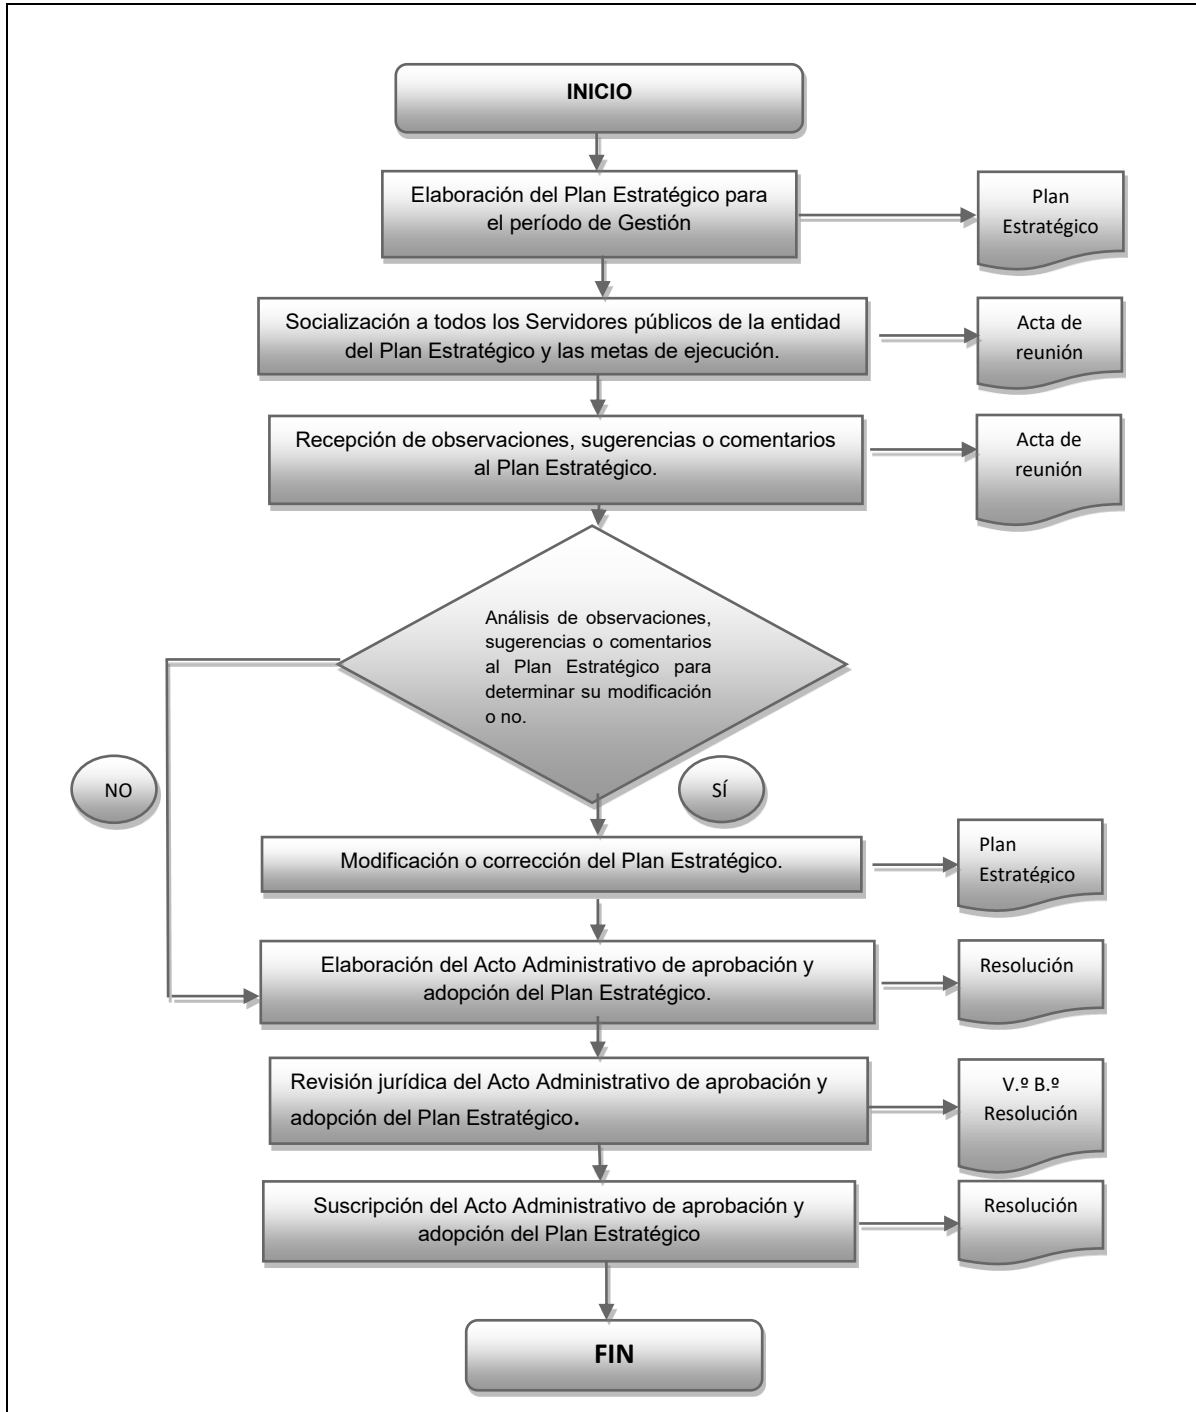 INICIO
Elaboración del Plan Estratégico para
el período de Gestión
Plan
Estratégico
Socialización a todos los Servidores públicos de la entidad
del Plan Estratégico y las metas de ejecución.
Acta de
reunión
Recepción de observaciones, sugerencias o comentarios
al Plan Estratégico.
Acta de
reunión
Análisis de observaciones,
sugerencias o comentarios
al Plan Estratégico para
determinar su modificación
o no.
NO
SÍ
Modificación o corrección del Plan Estratégico.
Plan
Estratégico
Elaboración del Acto Administrativo de aprobación y
adopción del Plan Estratégico.
Resolución
Revisión jurídica del Acto Administrativo de aprobación y
adopción del Plan Estratégico.
V.º B.º
Resolución
Suscripción del Acto Administrativo de aprobación y
adopción del Plan Estratégico
Resolución
FIN